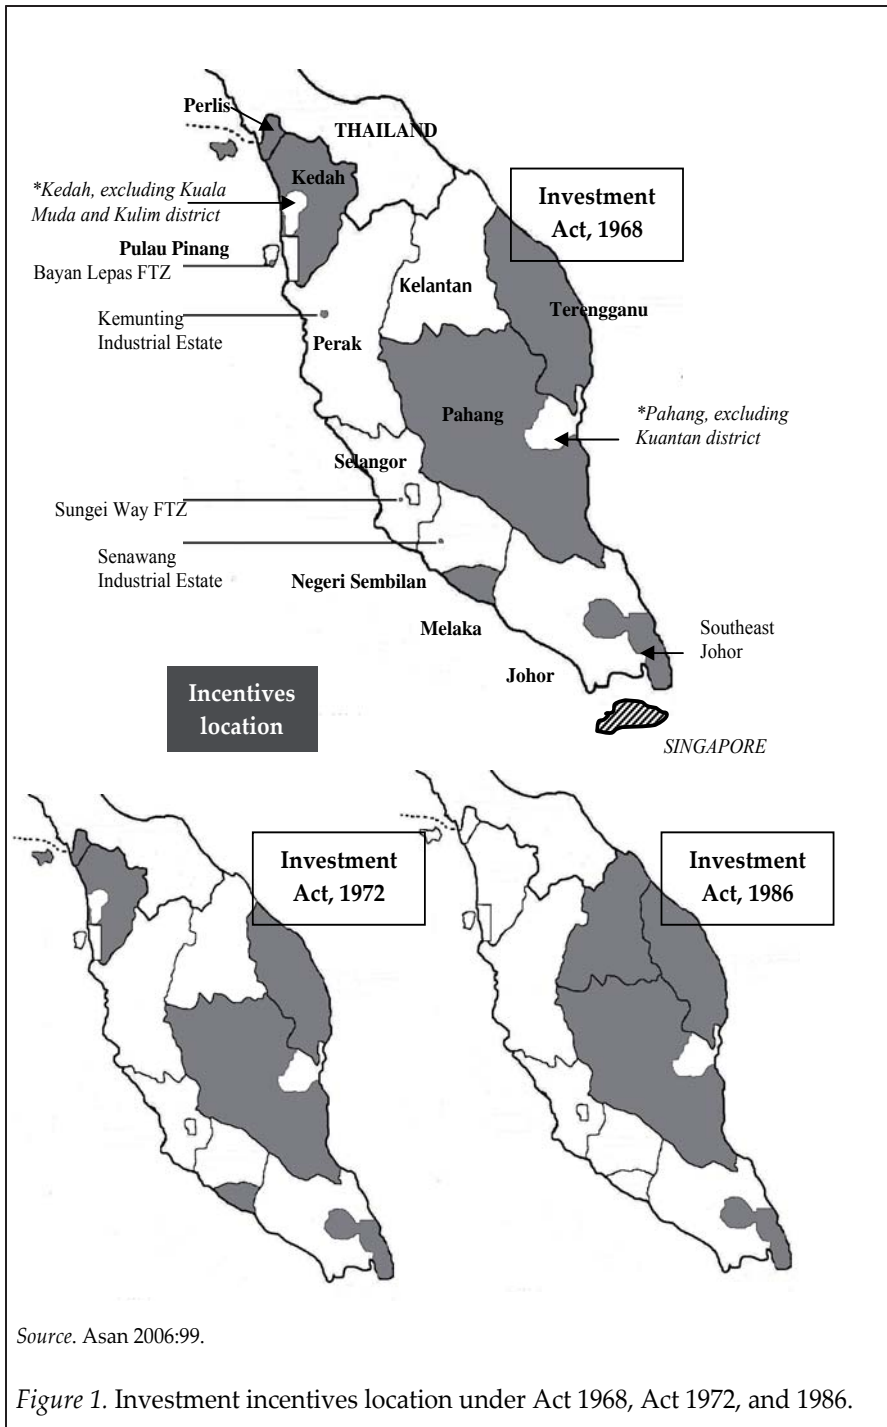 Perlis
THAILAND
Kedah
*Kedah, excluding Kuala
Muda and Kulim district
Investment
Act, 1968
Pulau Pinang
Bayan Lepas FTZ
Kelantan
Terengganu
Kemunting
Industrial Estate
Perak
Pahang
*Pahang, excluding
Kuantan district
Selangor
Sungei Way FTZ
Senawang
Industrial Estate
Negeri Sembilan
Melaka
Southeast
Johor
Johor
Incentives
location
SINGAPORE
Investment
Act, 1972
Investment
Act, 1986
Source. Asan 2006:99.
Figure 1. Investment incentives location under Act 1968, Act 1972, and 1986.